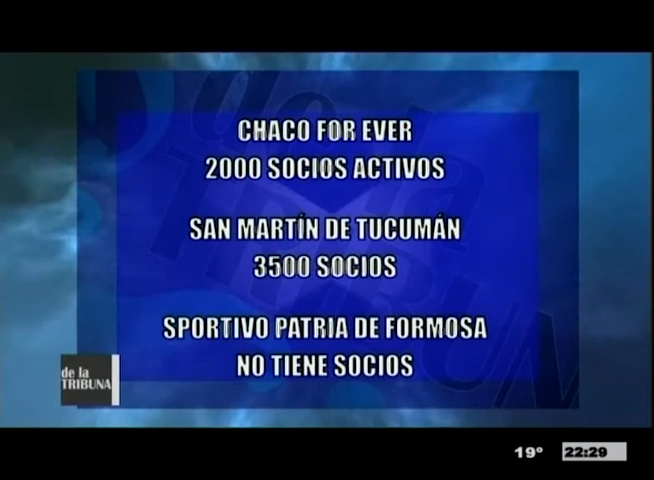 CHACO FOR EVER
2000 SOCIOS ACTIVOS
SAN MARTÍN DE TUCUMÁN
3500 SOCIOS
SPORTIVO PATRIA DE FORMOSA
NO TIENE SOCIOS
de la
TRIBUNA
19º 22:29